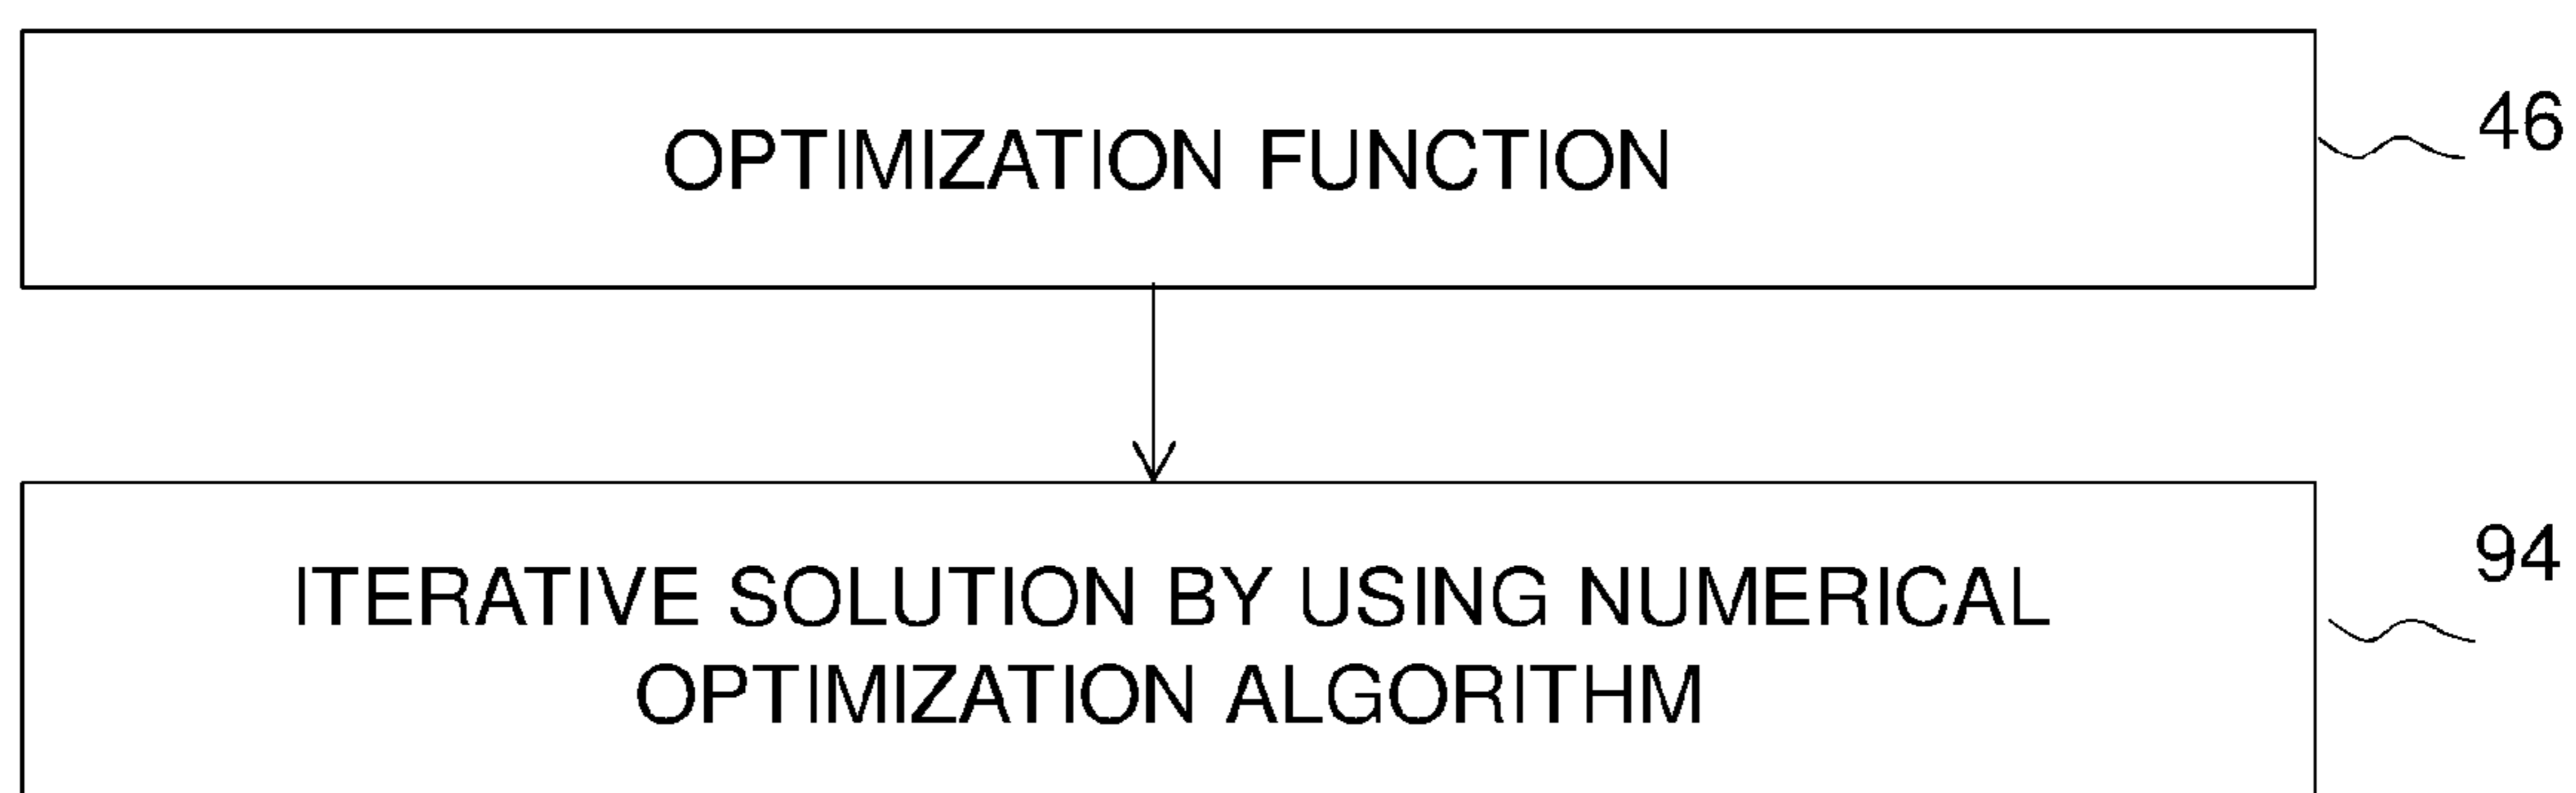 OPTIMIZATION FUNCTION
46
ITERATIVE SOLUTION BY USING NUMERICAL
OPTIMIZATION ALGORITHM
94